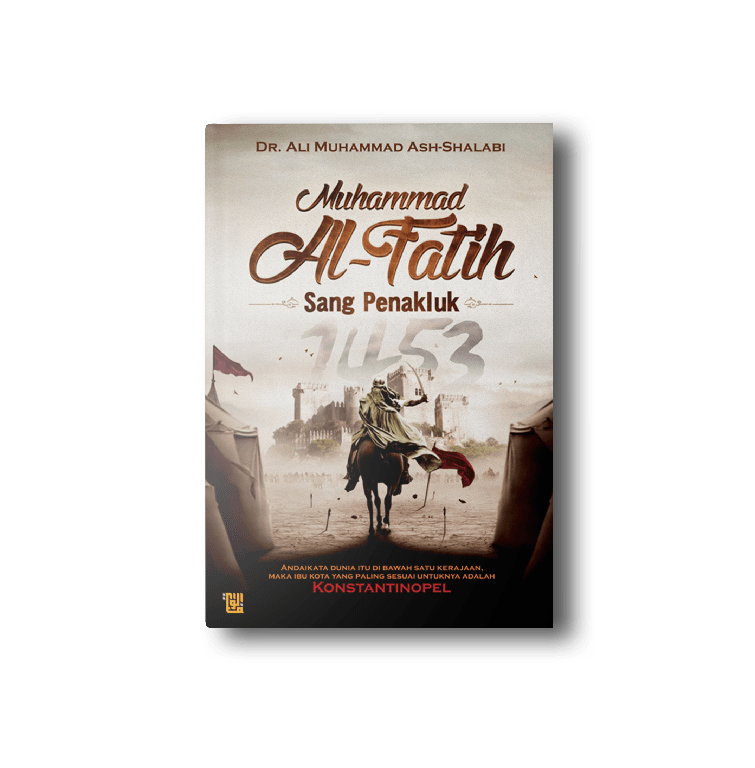 DR. ALI MUHAMMAD ASH-SHALABI
Muhammad
Al-Fatih
Sang Penakluk
1453
ANDAIKATA DUNIA ITU DI BAWAH SATU KERAJAAN,
MAKA IBU KOTA YANG PALING SESUAI UNTUKNYA ADALAH
KONSTANTINOPEL